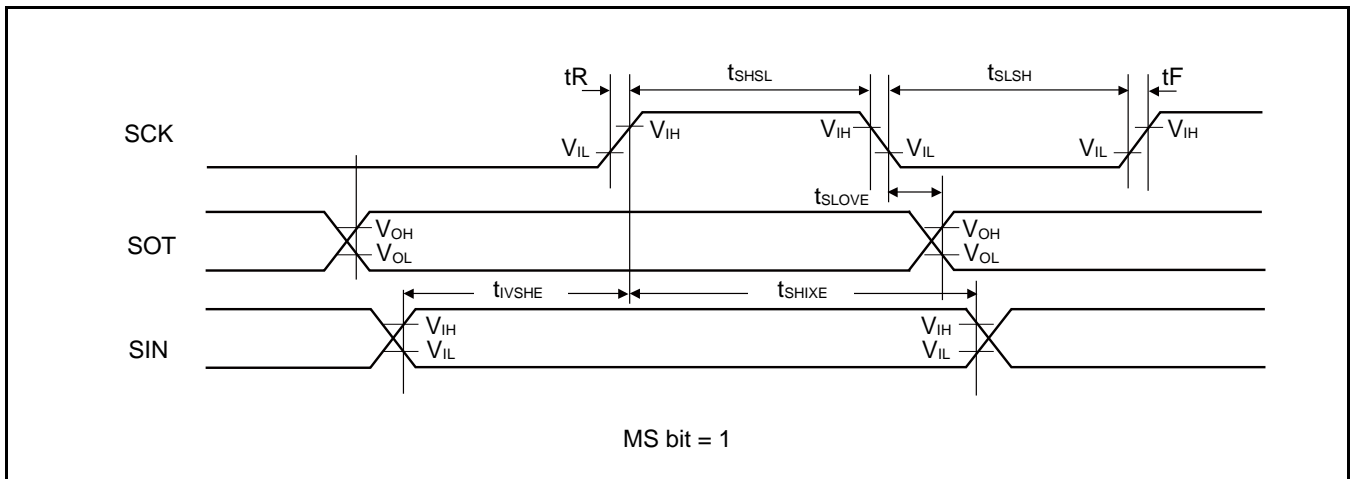 tR tSHSL tSLSH tF
SCK VIH VIH VIH
VIL VIL VIL
tSLOVE
SOT VOH VOH
VOL VOL
tIVSHE tSHIXE
VIH VIH
SIN VIL VIL
MS bit = 1